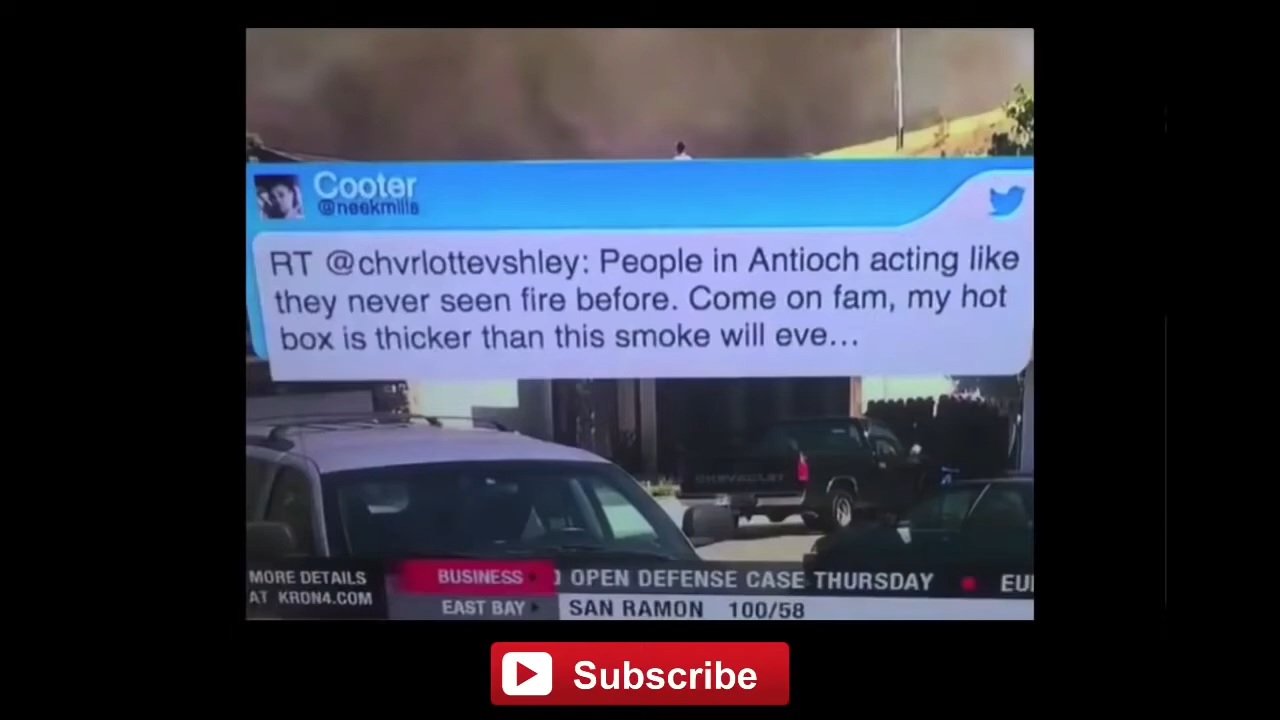 Cooter
@neekmills
RT @chvrlottevshley: People in Antioch acting like
they never seen fire before. Come on fam, my hot
box is thicker than this smoke will eve...
CHEVROLET
MORE DETAILS
AT KRON4.COM
BUSINESS
OPEN DEFENSE CASE THURSDAY
EU
EAST BAY
SAN RAMON 100/58
Subscribe